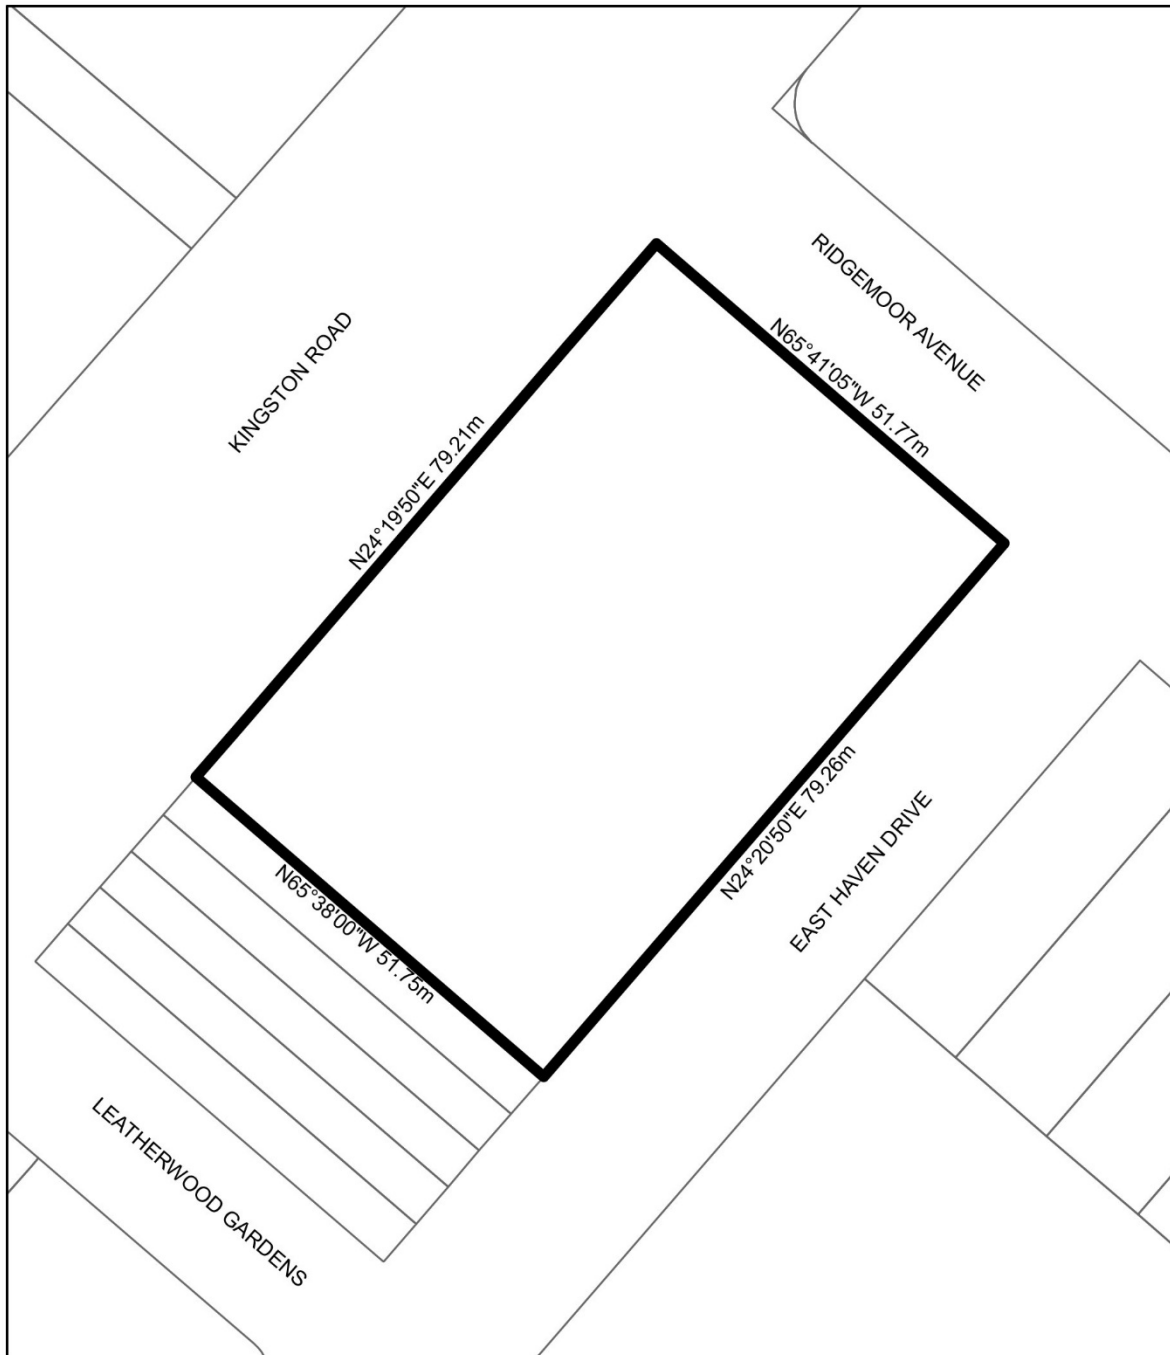 RIDGEMOOR AVENUE
KINGSTON ROAD
N65°41'05"W 51.77m
N24°19'50"E 79.21m
N24°20'50"E 79.26m
EAST HAVEN DRIVE
N65°38'00"W 51.75m
LEATHERWOOD GARDENS